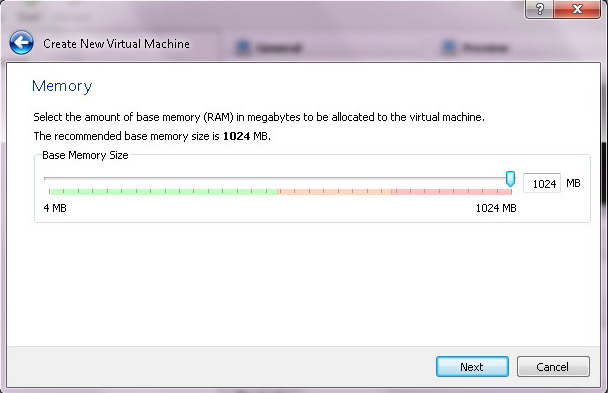 Create New Virtual Machine
Memory
Select the amount of base memory (RAM) in megabytes to be allocated to the virtual machine.
The recommended base memory size is 1024 MB.
Base Memory Size
1024 MB
4 MB 1024 MB
Next Cancel